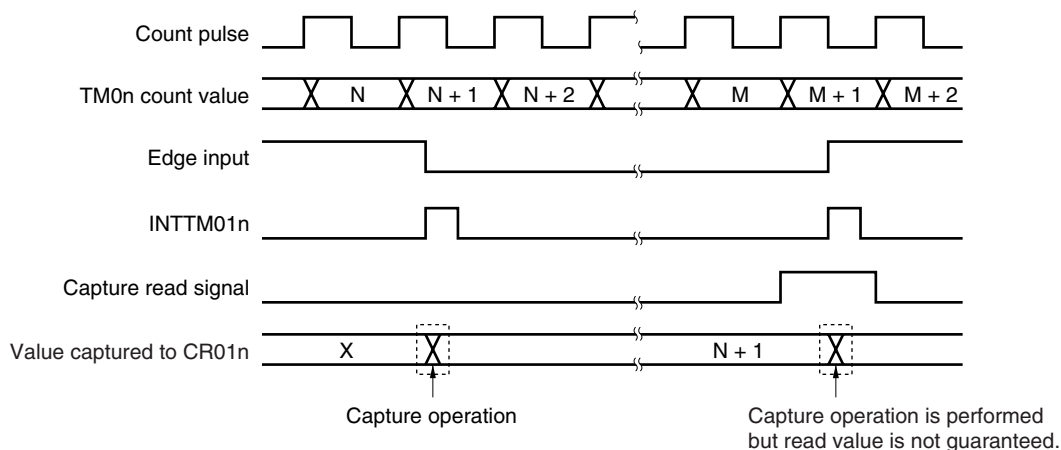 Count pulse
TM0n count value N N + 1 N + 2 M M + 1 M + 2
Edge input
INTTM01n
Capture read signal
Value captured to CR01n X N + 1
Capture operation Capture operation is performed
but read value is not guaranteed.